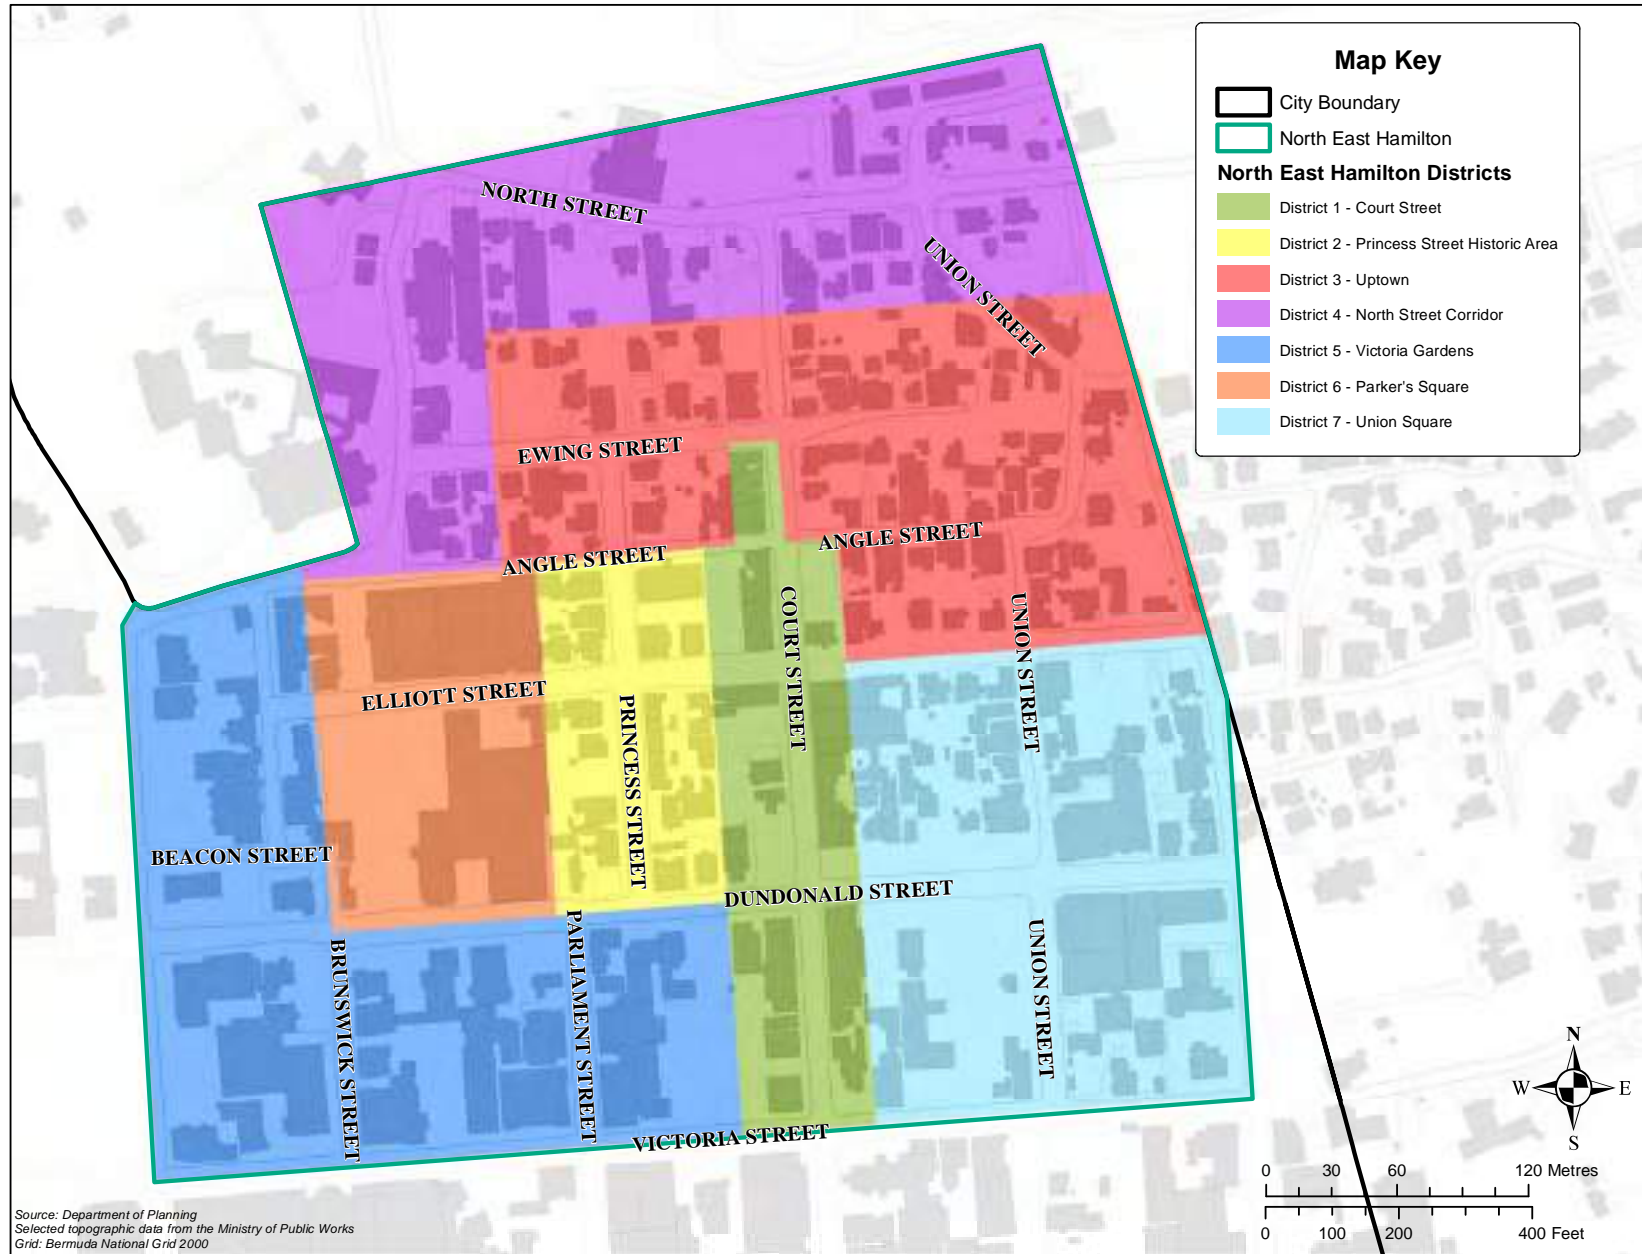 Map Key
City Boundary
North East Hamilton
North East Hamilton Districts
District 1 - Court Street
District 2 - Princess Street Historic Area
District 3 - Uptown
District 4 - North Street Corridor
District 5 - Victoria Gardens
District 6 - Parker's Square
District 7 - Union Square
NORTH STREET
UNION STREET
EWING STREET
ANGLE STREET
ANGLE STREET
COURT STREET
UNION STREET
ELLIOTT STREET
PRINCESS STREET
BEACON STREET
DUNDONALD STREET
BRUNSWICK STREET
PARLIAMENT STREET
UNION STREET
VICTORIA STREET
N
W E
S
0 30 60 120 Metres
0 100 200 400 Feet
Source: Department of Planning
Selected topographic data from the Ministry of Public Works
Grid: Bermuda National Grid 2000